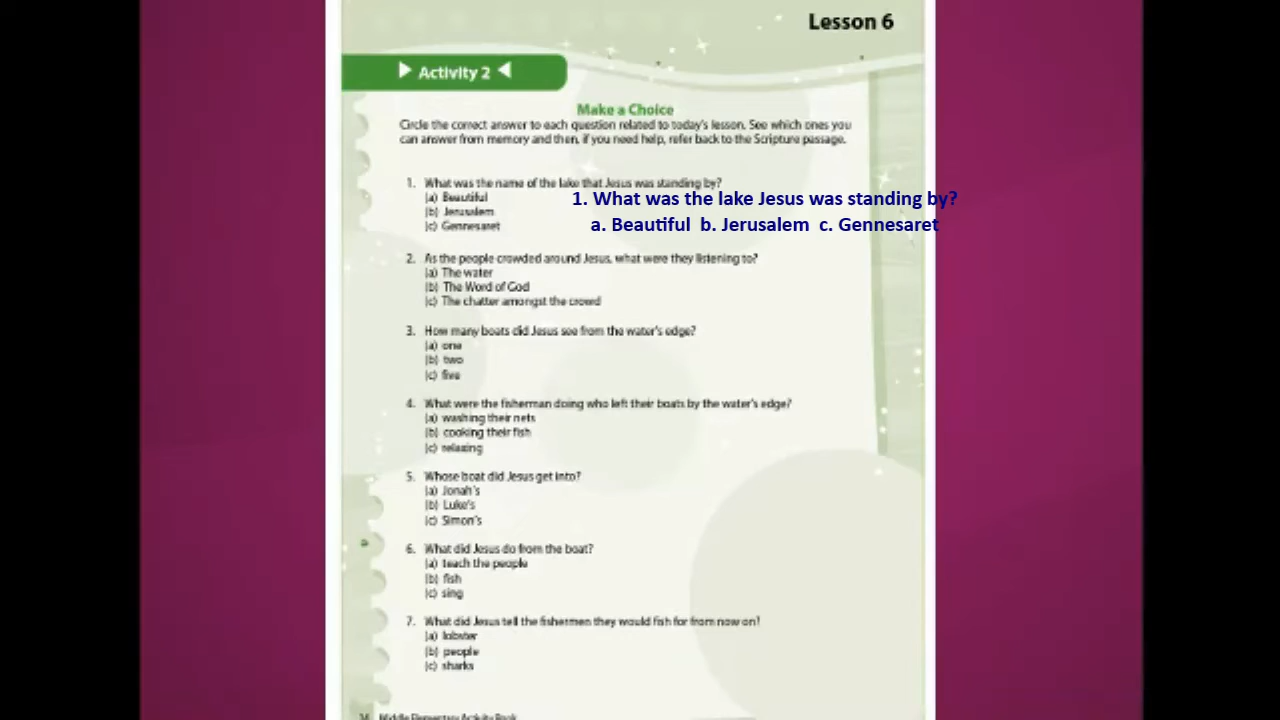 Lesson 6
Activity 2
Make a Choice
Circle the correct answer to each question related to today's lesson. See which ones you
can answer from memory and then, if you need help, refer back to the Scripture passage.
1. What was the name of the lake that Jesus was standing by?
(a) Beautiful
(b) Jerusalem
(c) Gennesaret
1. What was the lake Jesus was standing by?
a. Beautiful b. Jerusalem c. Gennesaret
2. As the people crowded around Jesus, what were they listening to?
(a) The water
(b) The Word of God
(c) The chatter amongst the crowd
3. How many boats did Jesus see from the water's edge?
(a) one
(b) two
(c) five
4. What were the fisherman doing who left their boats by the water's edge?
(a) washing their nets
(b) cooking their fish
(c) relaxing
5. Whose boat did Jesus get into?
(a) Jonah's
(b) Luke's
(c) Simon's
6. What did Jesus do from the boat?
(a) teach the people
(b) fish
(c) sing
7. What did Jesus tell the fishermen they would fish for from now on?
(a) lobster
(b) people
(c) sharks
Middle Elementary Activity Book